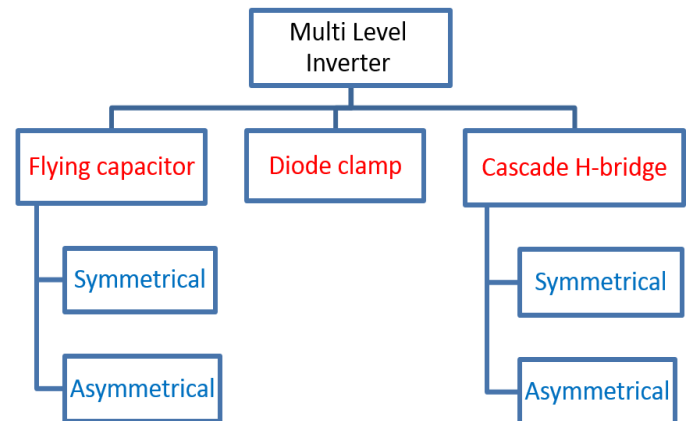 Multi Level
Inverter
Flying capacitor
Diode clamp
Cascade H-bridge
Symmetrical
Symmetrical
Asymmetrical
Asymmetrical